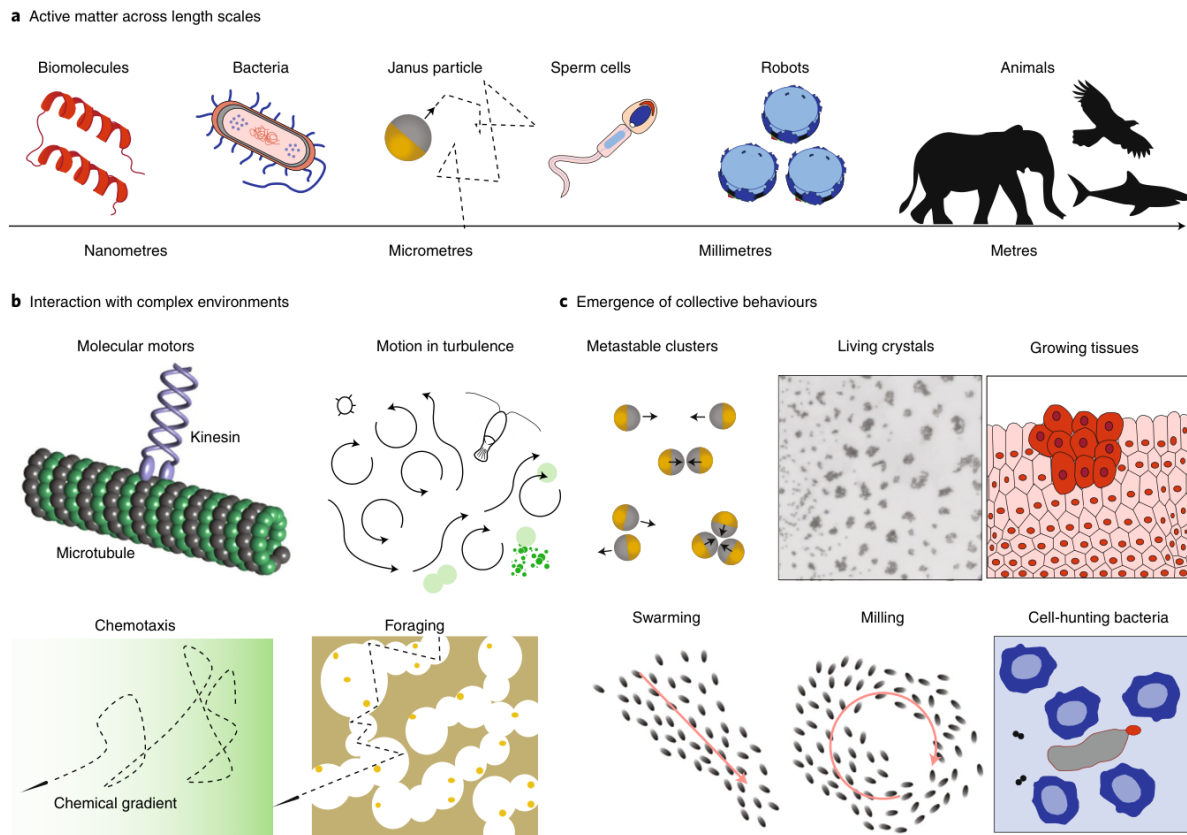 a Active matter across length scales
Biomolecules
Bacteria
Janus particle
Sperm cells
Robots
Animals
Nanometres
Micrometres
Millimetres
Metres
b Interaction with complex environments
Molecular motors
Kinesin
Microtubule
Motion in turbulence
Chemotaxis
Chemical gradient
Foraging
c Emergence of collective behaviours
Metastable clusters
Living crystals
Growing tissues
Swarming
Milling
Cell-hunting bacteria